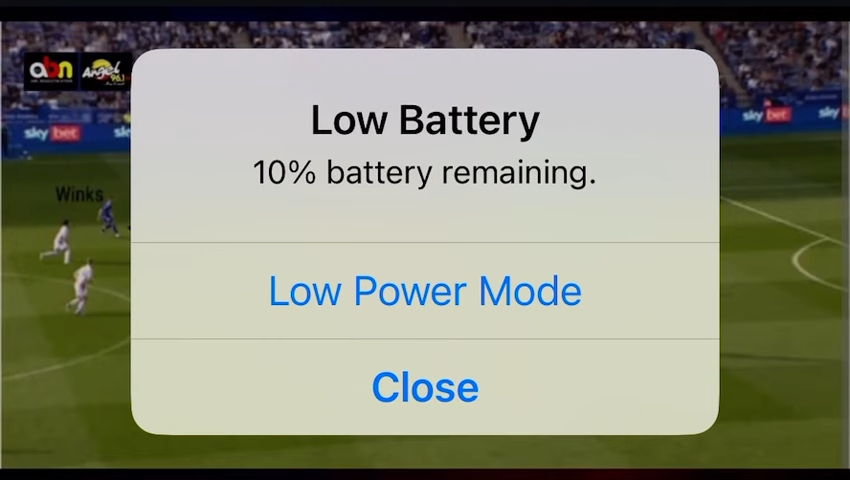 abn
Angel
96.1
sky bet
sky
sky bet
sky
Winks
Low Battery
10% battery remaining.
Low Power Mode
Close